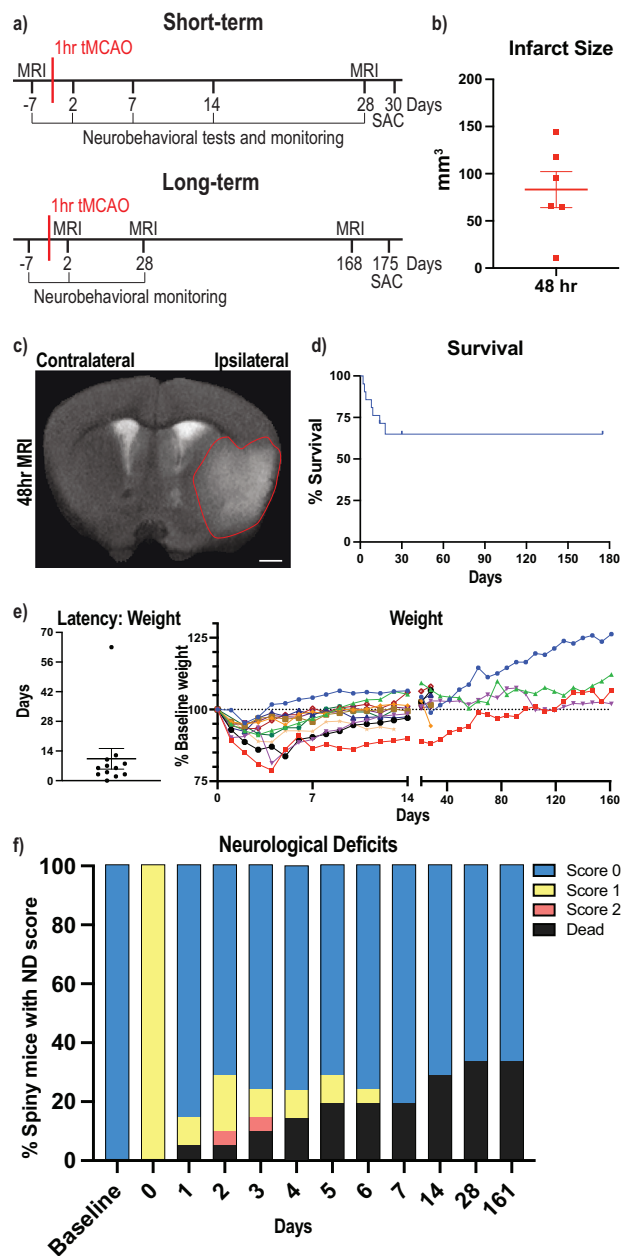 a)
Short-term
1hr tMCAO
MRI MRI
-7 2 7 14 28 30 Days
SAC
Neurobehavioral tests and monitoring
Long-term
1hr tMCAO
MRI MRI MRI
-7 2 28 168 175 Days
SAC
Neurobehavioral monitoring
b)
Infarct Size
mm³
200
150
100
50
0
48 hr
c)
Contralateral Ipsilateral
48hr MRI
d)
Survival
% Survival
100
75
50
25
0
0 30 60 90 120 150 180
Days
e)
Latency: Weight
Days
70
56
42
28
14
0
Weight
% Baseline weight
125
100
75
0 7 14 40 80 120 160
Days
f)
Neurological Deficits
% Spiny mice with ND score
100
80
60
40
20
0
Baseline 0 1 2 3 4 5 6 7 14 28 161
Days
Score 0
Score 1
Score 2
Dead